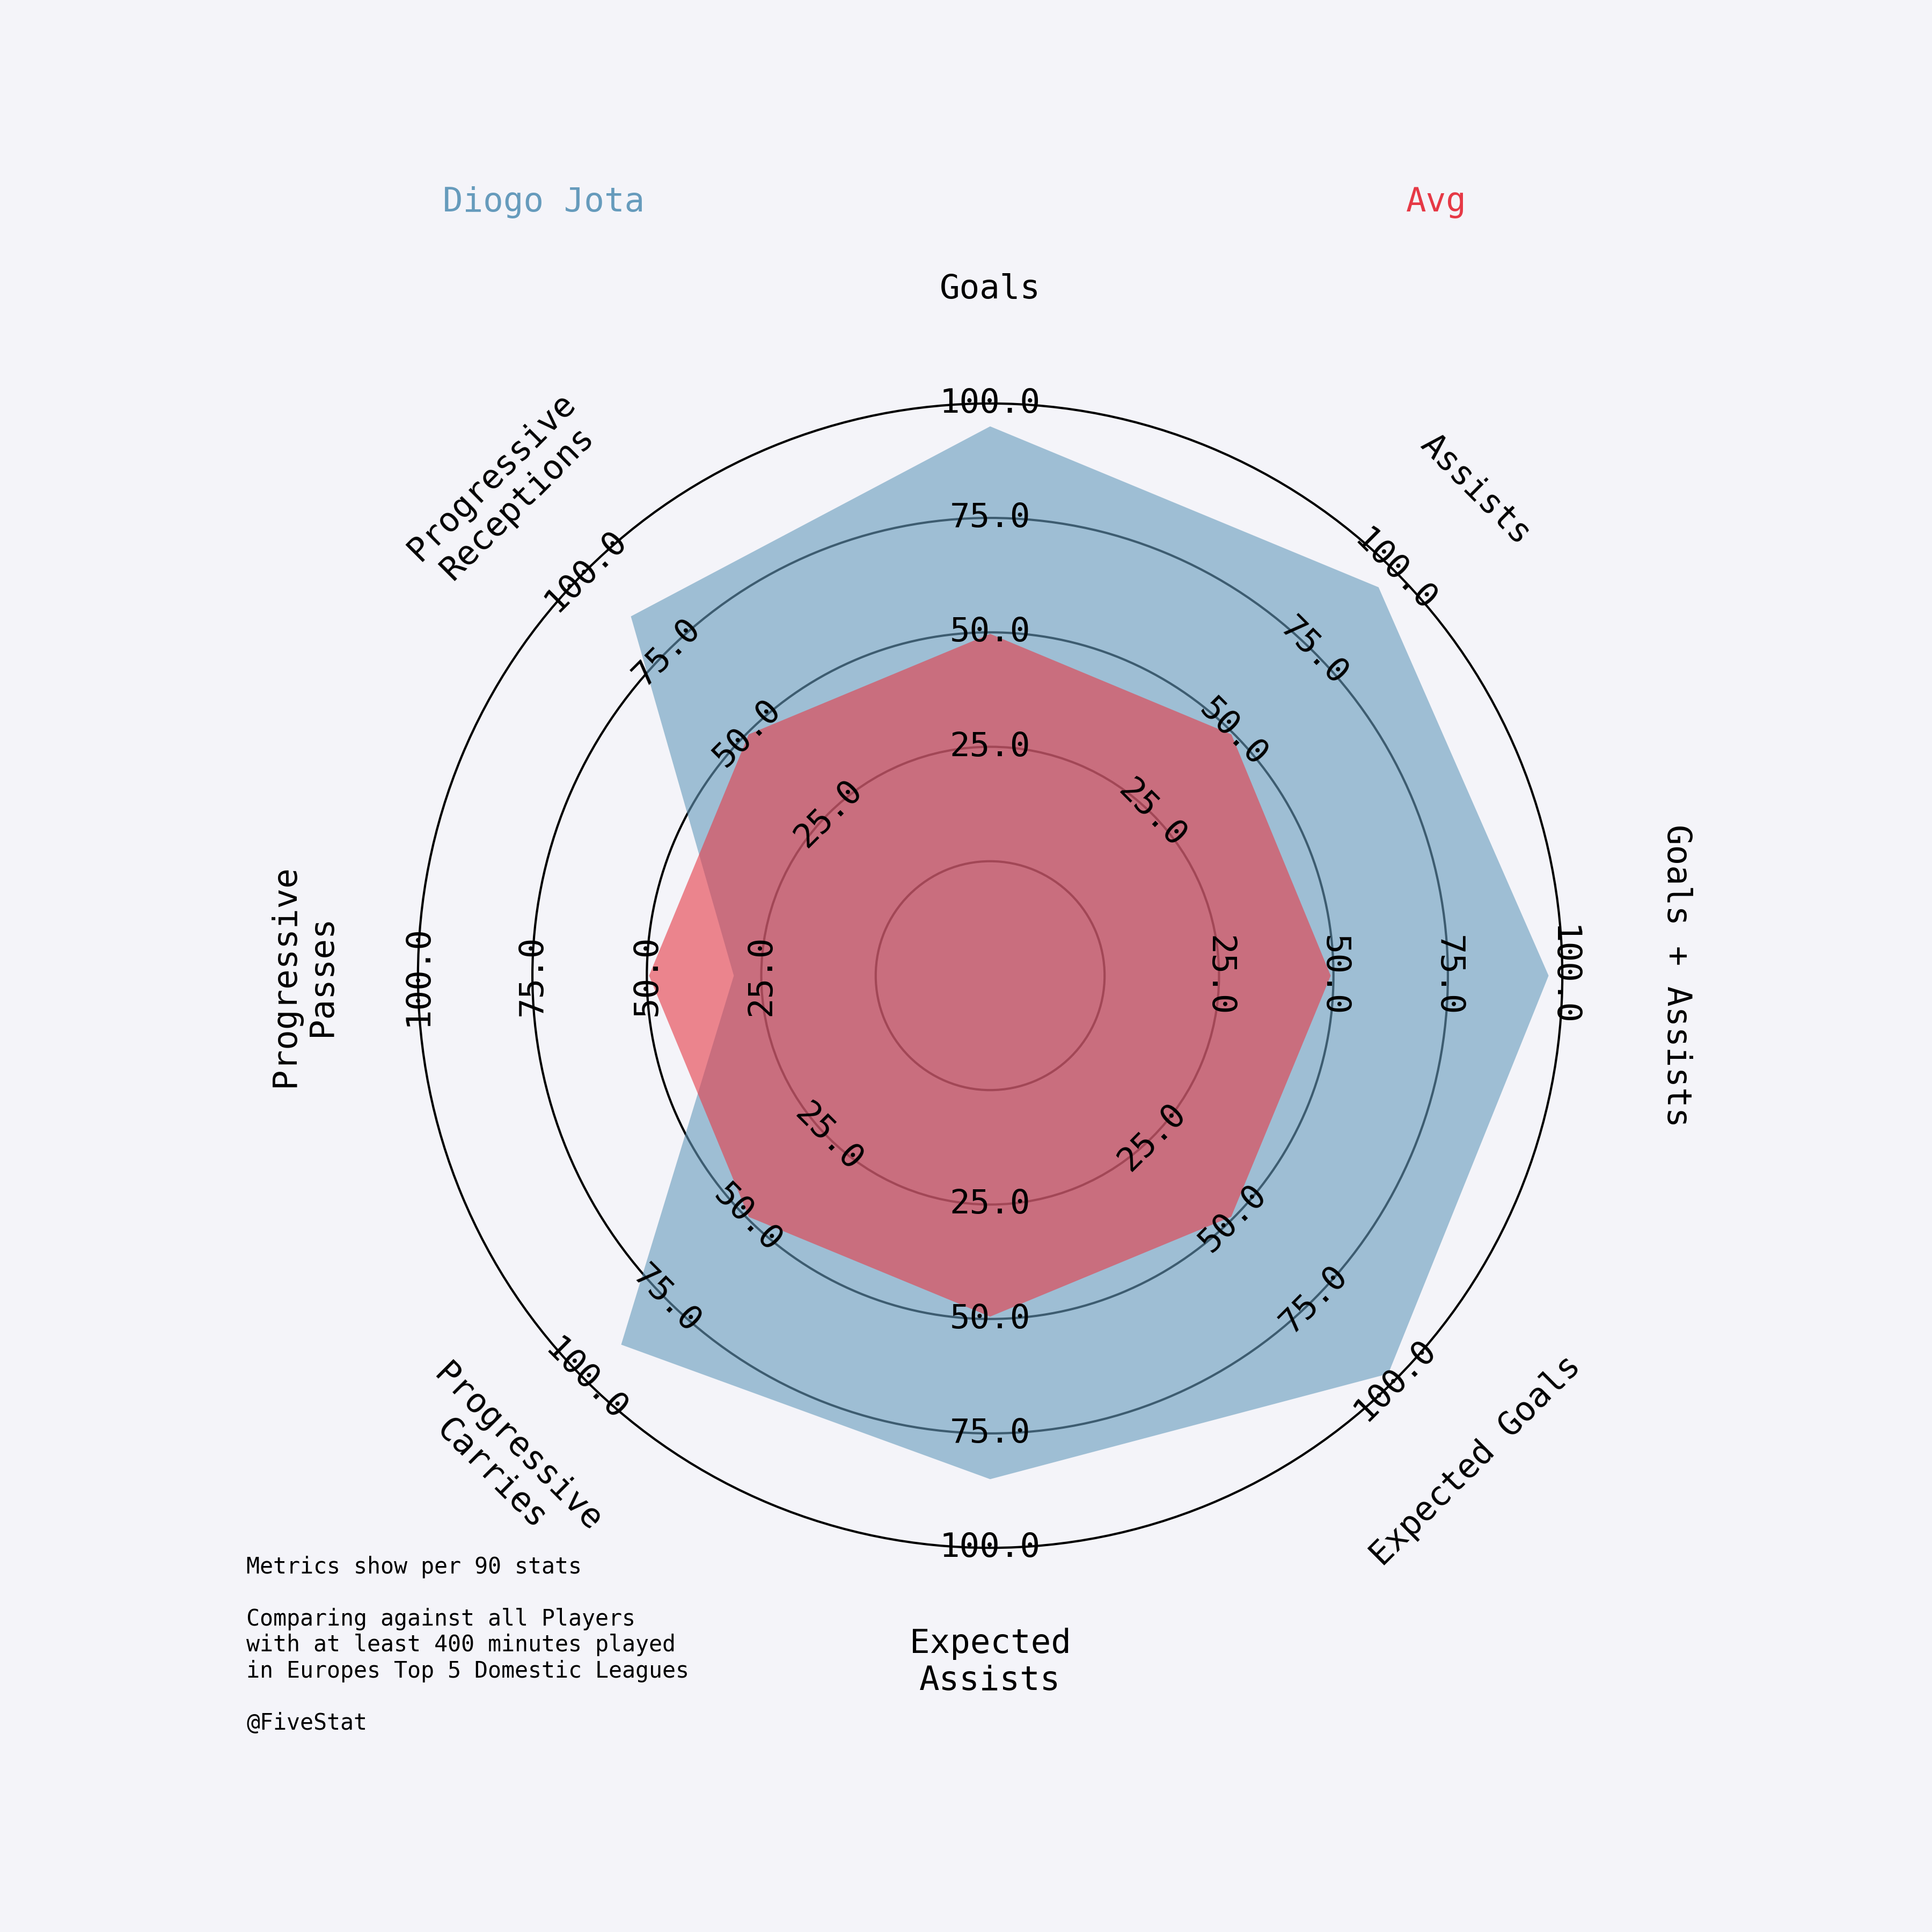 Diogo Jota
Avg
Goals
Assists
Goals + Assists
Expected Goals
Expected
Assists
Progressive
Carries
Progressive
Passes
Progressive
Receptions
25.0
50.0
75.0
100.0
25.0
50.0
75.0
100.0
25.0
50.0
75.0
100.0
25.0
50.0
75.0
100.0
25.0
50.0
75.0
100.0
25.0
50.0
75.0
100.0
25.0
50.0
75.0
100.0
25.0
50.0
75.0
100.0
Metrics show per 90 stats
Comparing against all Players
with at least 400 minutes played
in Europes Top 5 Domestic Leagues
@FiveStat